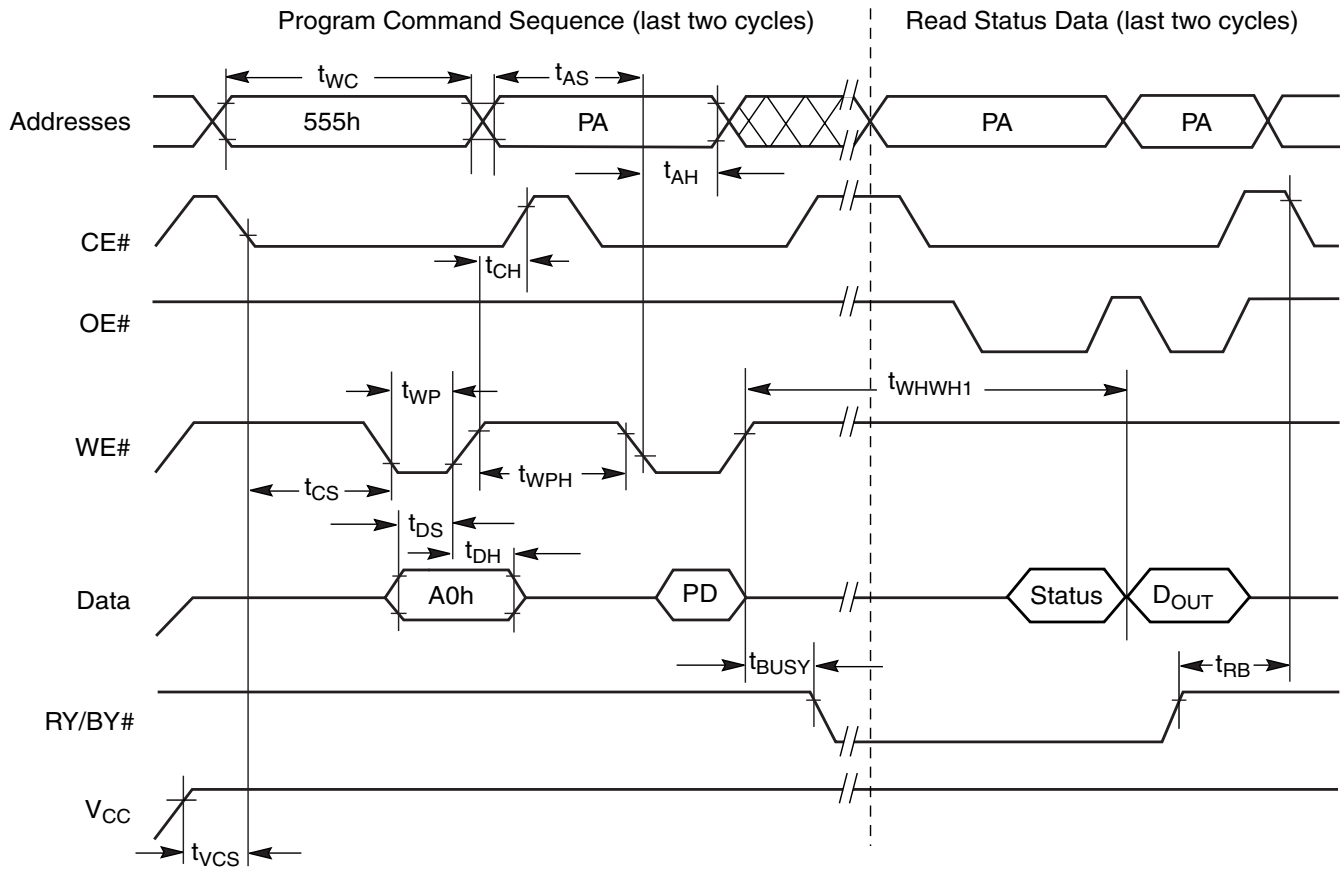 Program Command Sequence (last two cycles) Read Status Data (last two cycles)
tWC tAS
Addresses 555h PA PA PA
tAH
CE#
tCH
OE#
tWP tWHWH1
WE#
tCS tWPH
tDS
tDH
Data A0h PD Status DOUT
tBUSY tRB
RY/BY#
VCC
tVCS